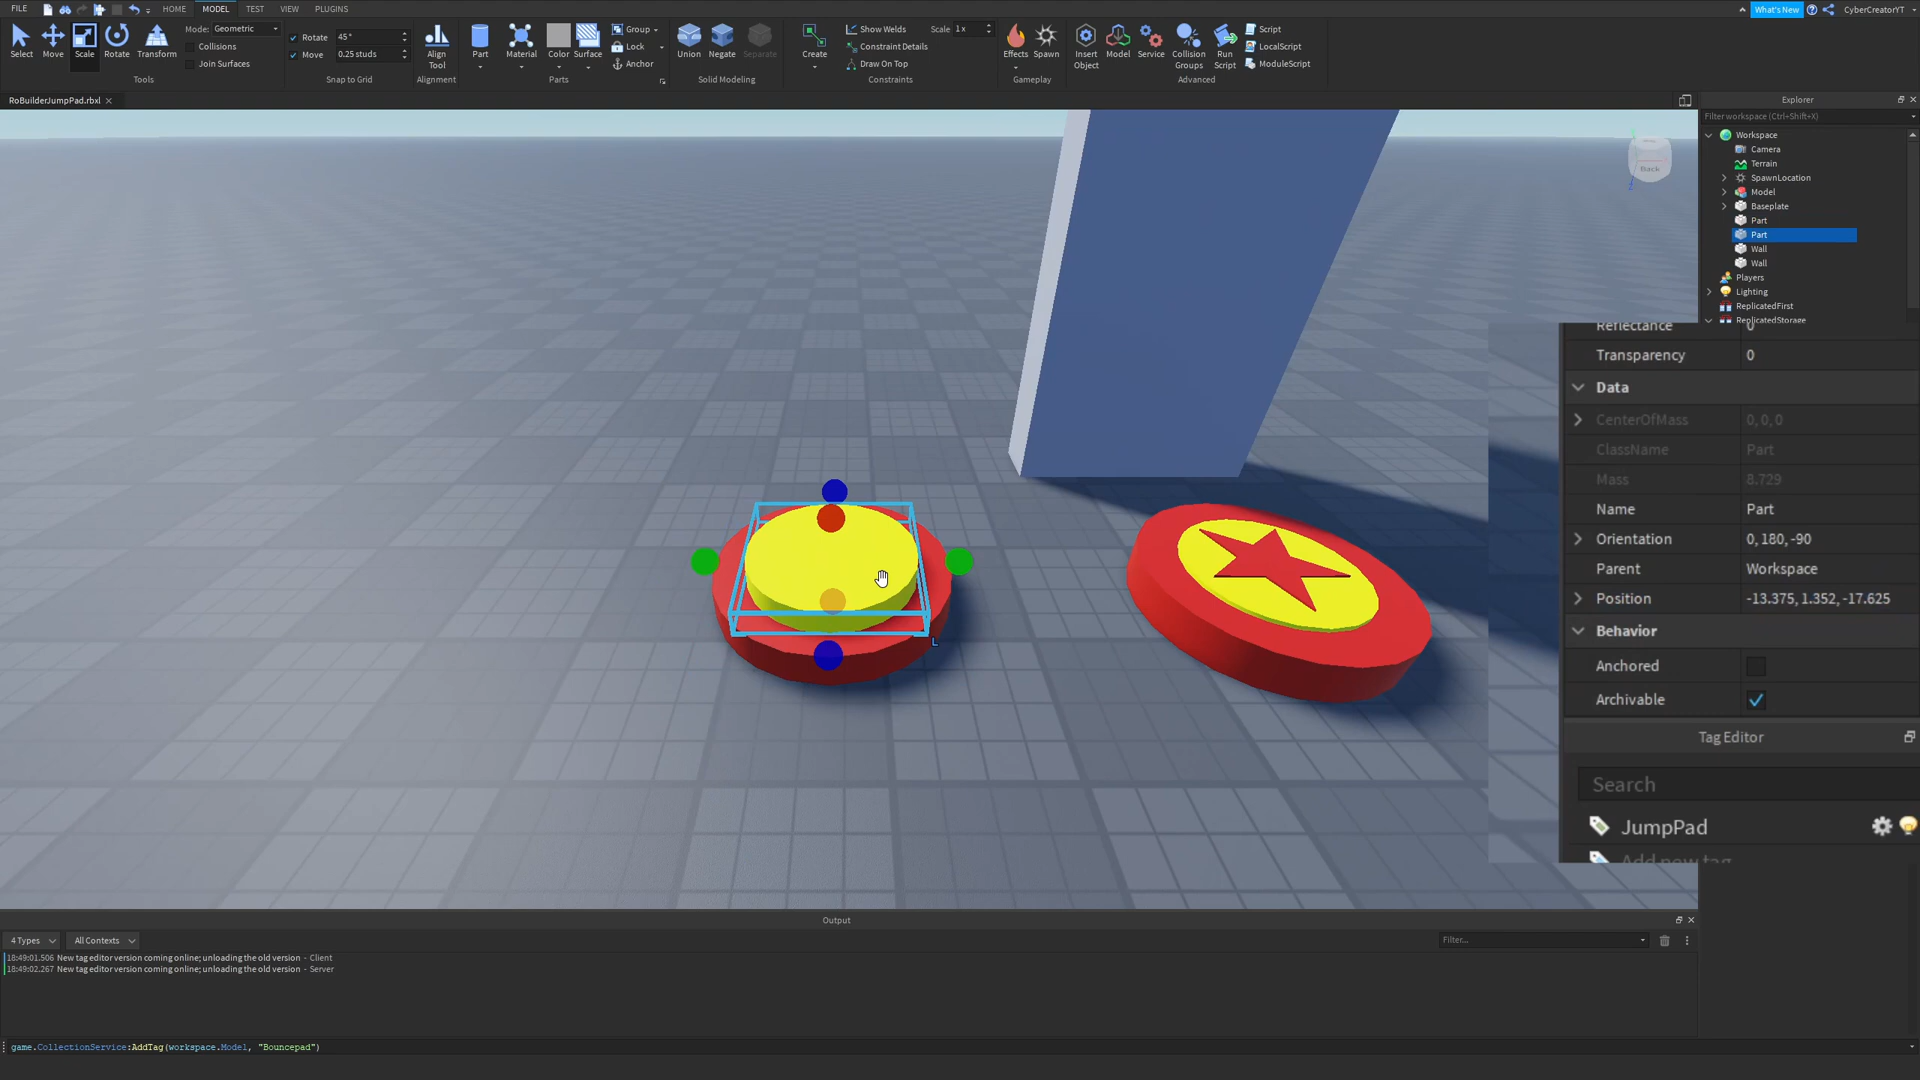 FILE HOME MODEL TEST VIEW PLUGINS What's New CyberCreatorYT
Select Move Scale Rotate Transform
Mode: Geometric
Collisions
Join Surfaces
Tools
Rotate 45°
Move 0.25 studs
Snap to Grid
Align Tool
Alignment
Part Material Color Surface
Group
Lock
Anchor
Parts
Union Negate Separate
Solid Modeling
Create
Show Welds Scale 1x
Constraint Details
Draw On Top
Constraints
Effects Spawn
Gameplay
Insert Object Model Service Collision Groups Run Script
Script
LocalScript
ModuleScript
Advanced
RoBuilderJumpPad.rbxl
Back
Explorer
Filter workspace (Ctrl+Shift+X)
Workspace
Camera
Terrain
SpawnLocation
Model
Baseplate
Part
Part
Wall
Wall
Players
Lighting
ReplicatedFirst
ReplicatedStorage
Reflectance 0
Transparency 0
Data
CenterOfMass 0, 0, 0
ClassName Part
Mass 8.729
Name Part
Orientation 0, 180, -90
Parent Workspace
Position -13.375, 1.352, -17.625
Behavior
Anchored
Archivable
Tag Editor
Search
JumpPad
Add new tag
L
Output
4 Types All Contexts Filter...
18:49:01.506 New tag editor version coming online; unloading the old version - Client
18:49:02.267 New tag editor version coming online; unloading the old version - Server
game.CollectionService:AddTag(workspace.Model, "Bouncepad")